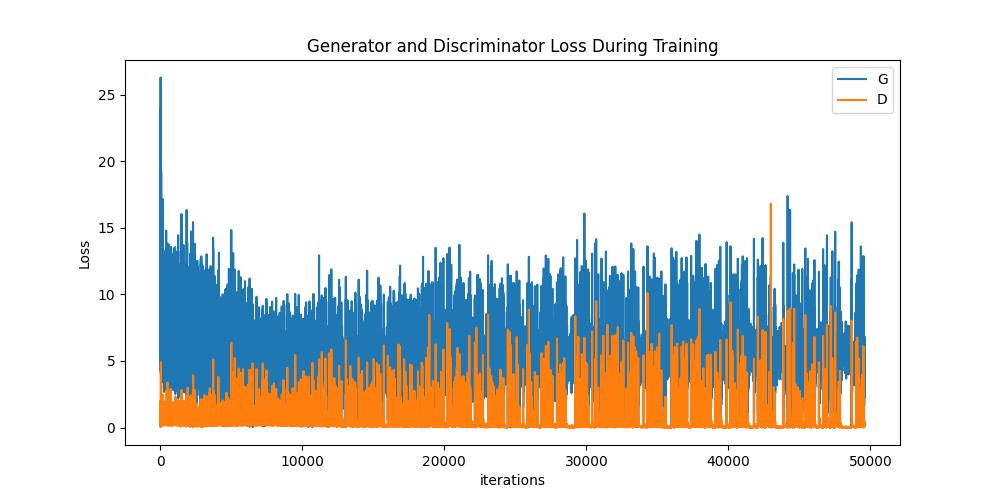 Generator and Discriminator Loss During Training
G
D
Loss
25
20
15
10
5
0
0 10000 20000 30000 40000 50000
iterations